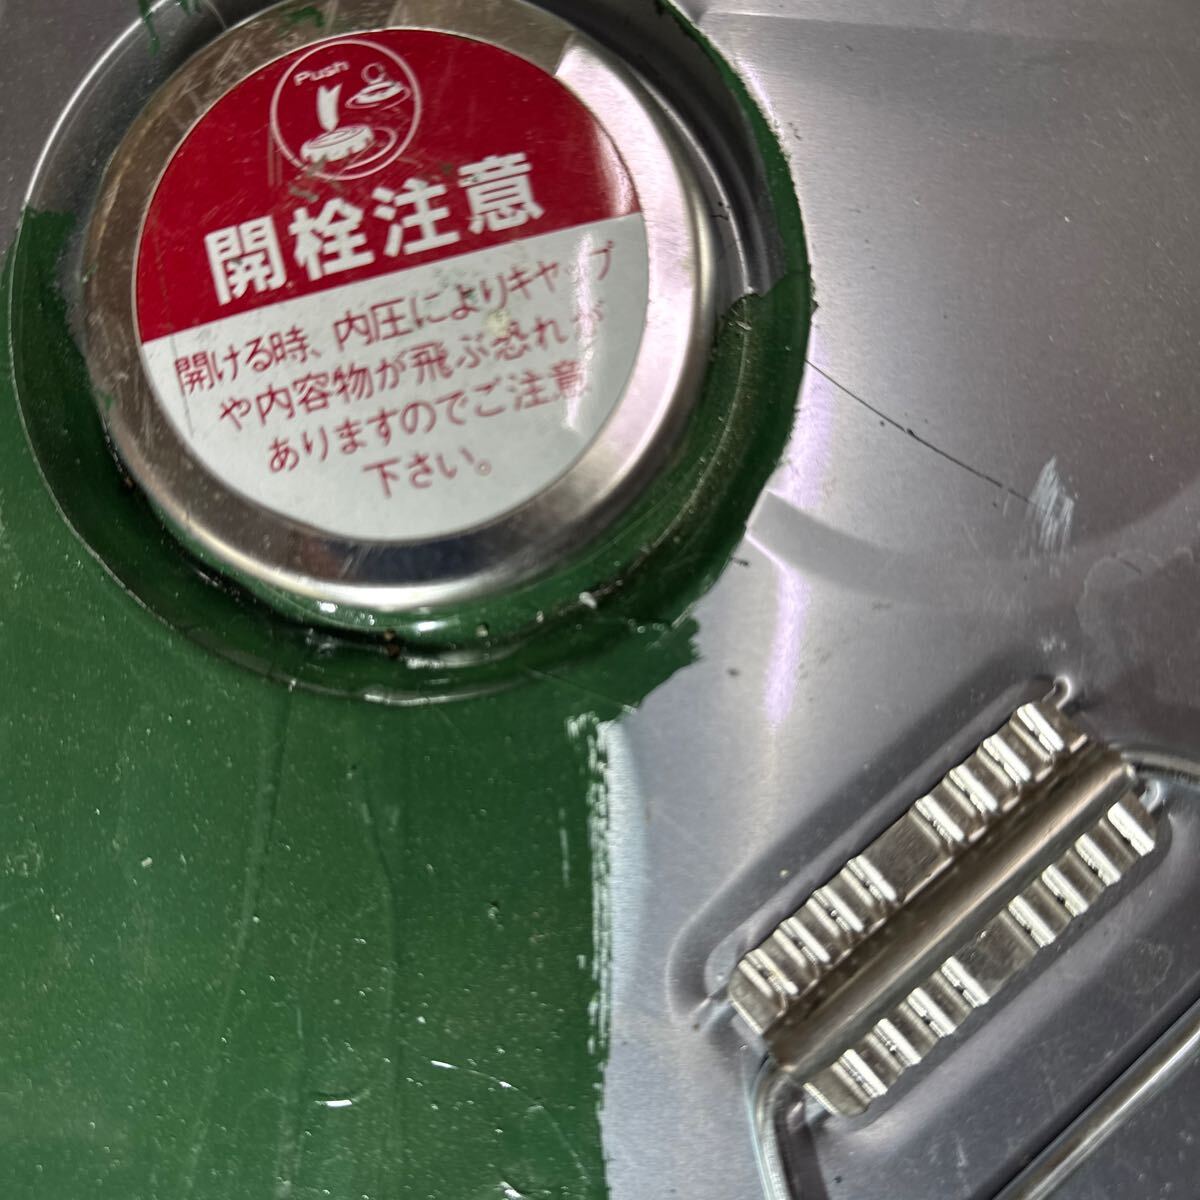 Push
開栓注意
開ける時、内圧によりキャップ
や内容物が飛ぶ恐れが
ありますのでご注意
下さい。